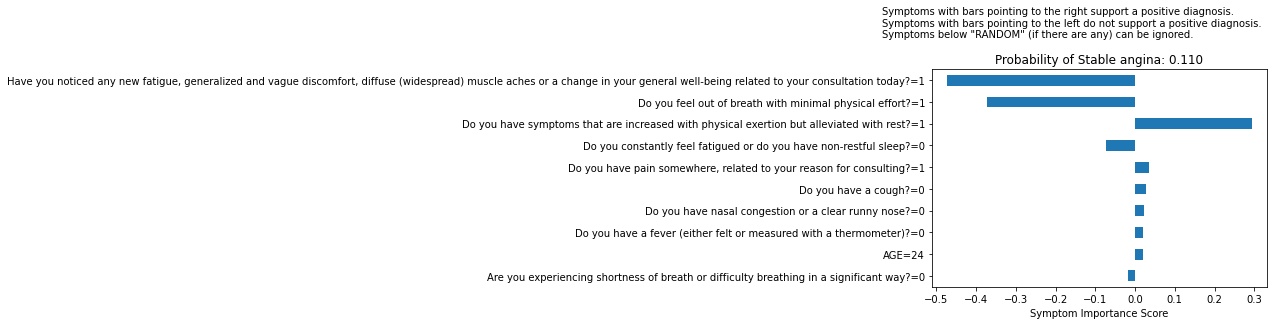 Symptoms with bars pointing to the right support a positive diagnosis.
Symptoms with bars pointing to the left do not support a positive diagnosis.
Symptoms below "RANDOM" (if there are any) can be ignored.
Probability of Stable angina: 0.110
Have you noticed any new fatigue, generalized and vague discomfort, diffuse (widespread) muscle aches or a change in your general well-being related to your consultation today?=1
Do you feel out of breath with minimal physical effort?=1
Do you have symptoms that are increased with physical exertion but alleviated with rest?=1
Do you constantly feel fatigued or do you have non-restful sleep?=0
Do you have pain somewhere, related to your reason for consulting?=1
Do you have a cough?=0
Do you have nasal congestion or a clear runny nose?=0
Do you have a fever (either felt or measured with a thermometer)?=0
AGE=24
Are you experiencing shortness of breath or difficulty breathing in a significant way?=0
−0.5 −0.4 −0.3 −0.2 −0.1 0.0 0.1 0.2 0.3
Symptom Importance Score